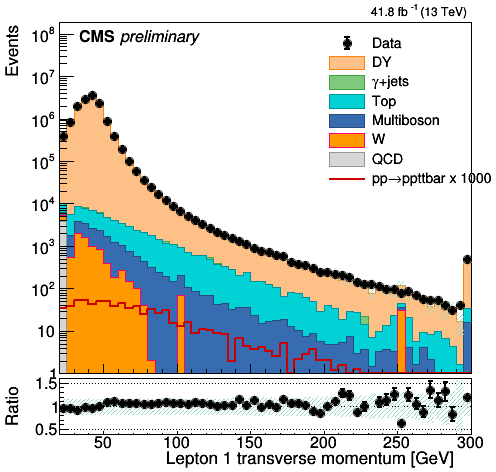 41.8 fb⁻¹ (13 TeV)
CMS preliminary
Events
10⁸
10⁷
10⁶
10⁵
10⁴
10³
10²
10
1
Data
DY
γ+jets
Top
Multiboson
W
QCD
pp→ppttbar x 1000
Ratio
1.5
1
0.5
50 100 150 200 250 300
Lepton 1 transverse momentum [GeV]